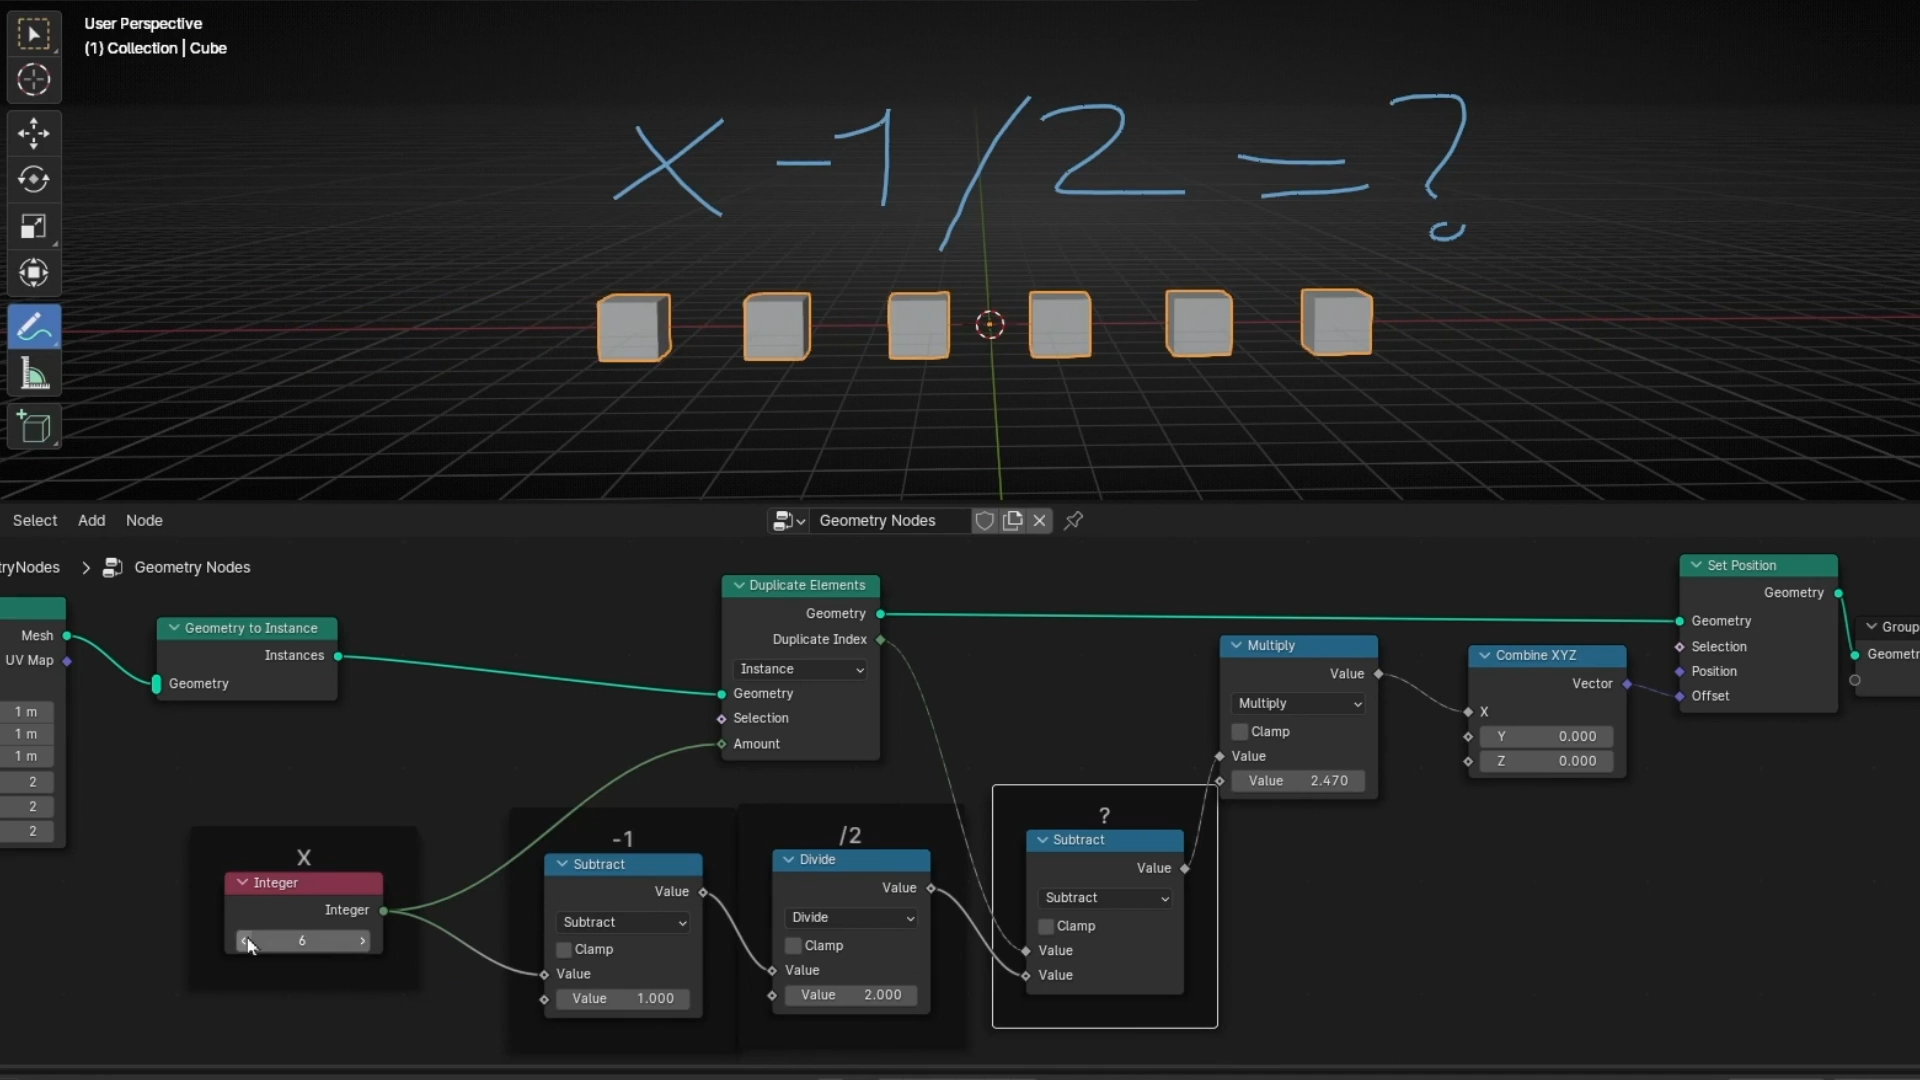 User Perspective
(1) Collection | Cube
x -1/2 = ?
Select Add Node
Geometry Nodes
ryNodes > Geometry Nodes
Mesh
UV Map
1 m
1 m
1 m
2
2
2
Geometry to Instance
Instances
Geometry
Duplicate Elements
Geometry
Duplicate Index
Instance
Geometry
Selection
Amount
X
Integer
Integer
6
-1
Subtract
Value
Subtract
Clamp
Value
Value 1.000
/2
Divide
Value
Divide
Clamp
Value
Value 2.000
?
Subtract
Value
Subtract
Clamp
Value
Value
Multiply
Value
Multiply
Clamp
Value
Value 2.470
Combine XYZ
Vector
X
Y 0.000
Z 0.000
Set Position
Geometry
Geometry
Selection
Position
Offset
Group
Geometr